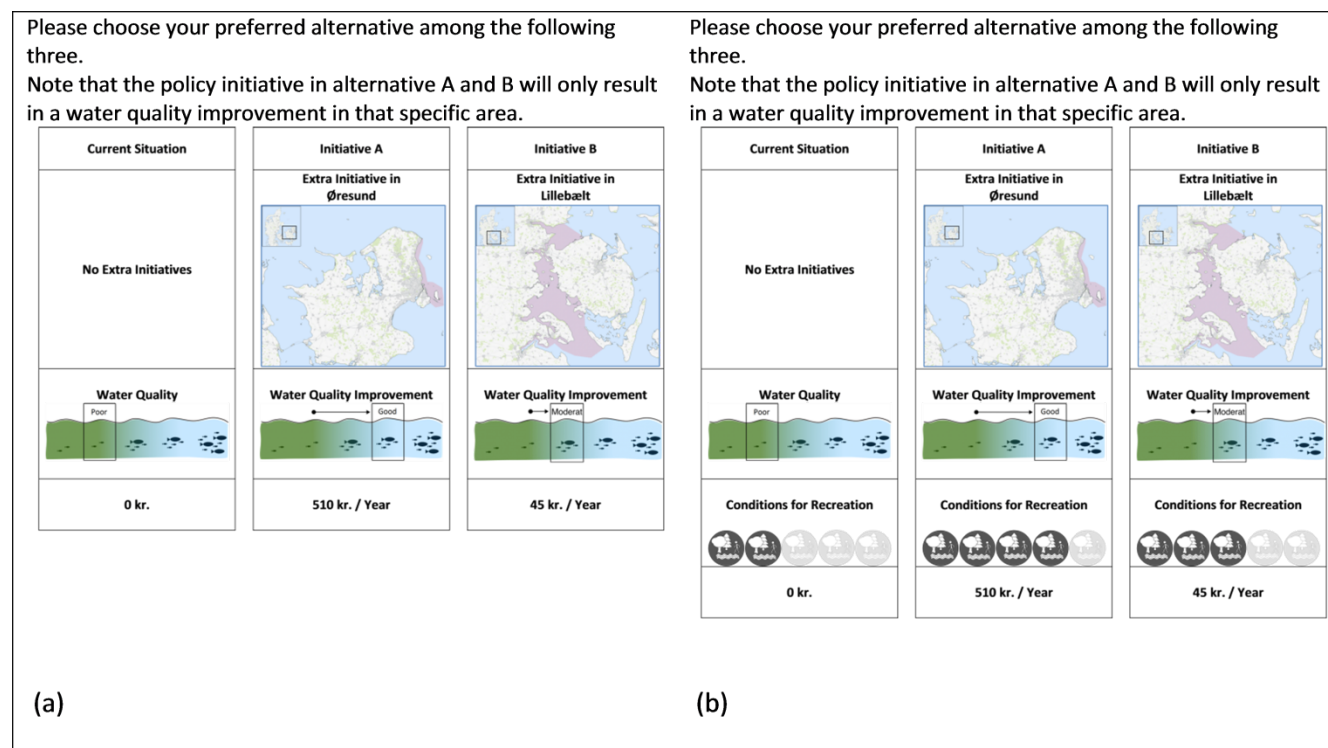 Please choose your preferred alternative among the following
three.
Note that the policy initiative in alternative A and B will only result
in a water quality improvement in that specific area.
Current Situation
Initiative A
Initiative B
No Extra Initiatives
Extra Initiative in
Øresund
Extra Initiative in
Lillebælt
Water Quality
Poor
Water Quality Improvement
Good
Water Quality Improvement
Moderat
0 kr.
510 kr. / Year
45 kr. / Year
(a)
Please choose your preferred alternative among the following
three.
Note that the policy initiative in alternative A and B will only result
in a water quality improvement in that specific area.
Current Situation
Initiative A
Initiative B
No Extra Initiatives
Extra Initiative in
Øresund
Extra Initiative in
Lillebælt
Water Quality
Poor
Water Quality Improvement
Good
Water Quality Improvement
Moderat
Conditions for Recreation
Conditions for Recreation
Conditions for Recreation
0 kr.
510 kr. / Year
45 kr. / Year
(b)